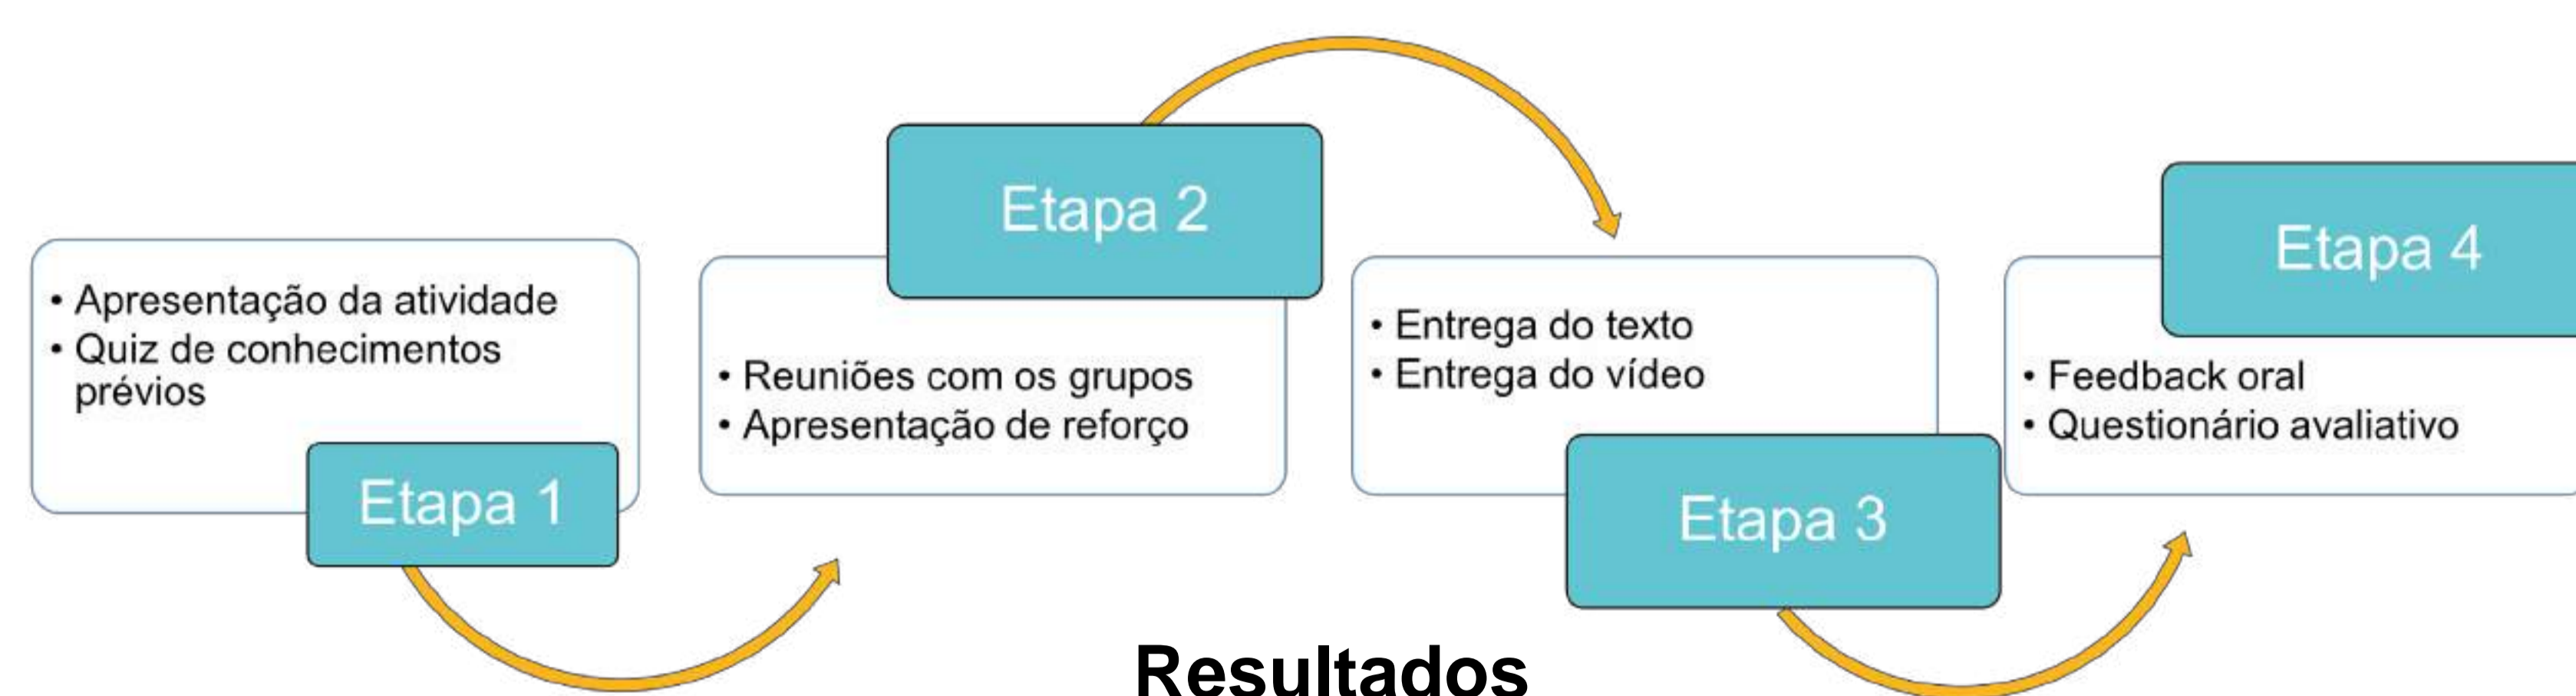 • Apresentação da atividade
• Quiz de conhecimentos
prévios
Etapa 1
Etapa 2
• Reuniões com os grupos
• Apresentação de reforço
• Entrega do texto
• Entrega do vídeo
Etapa 3
Etapa 4
• Feedback oral
• Questionário avaliativo
Resultados